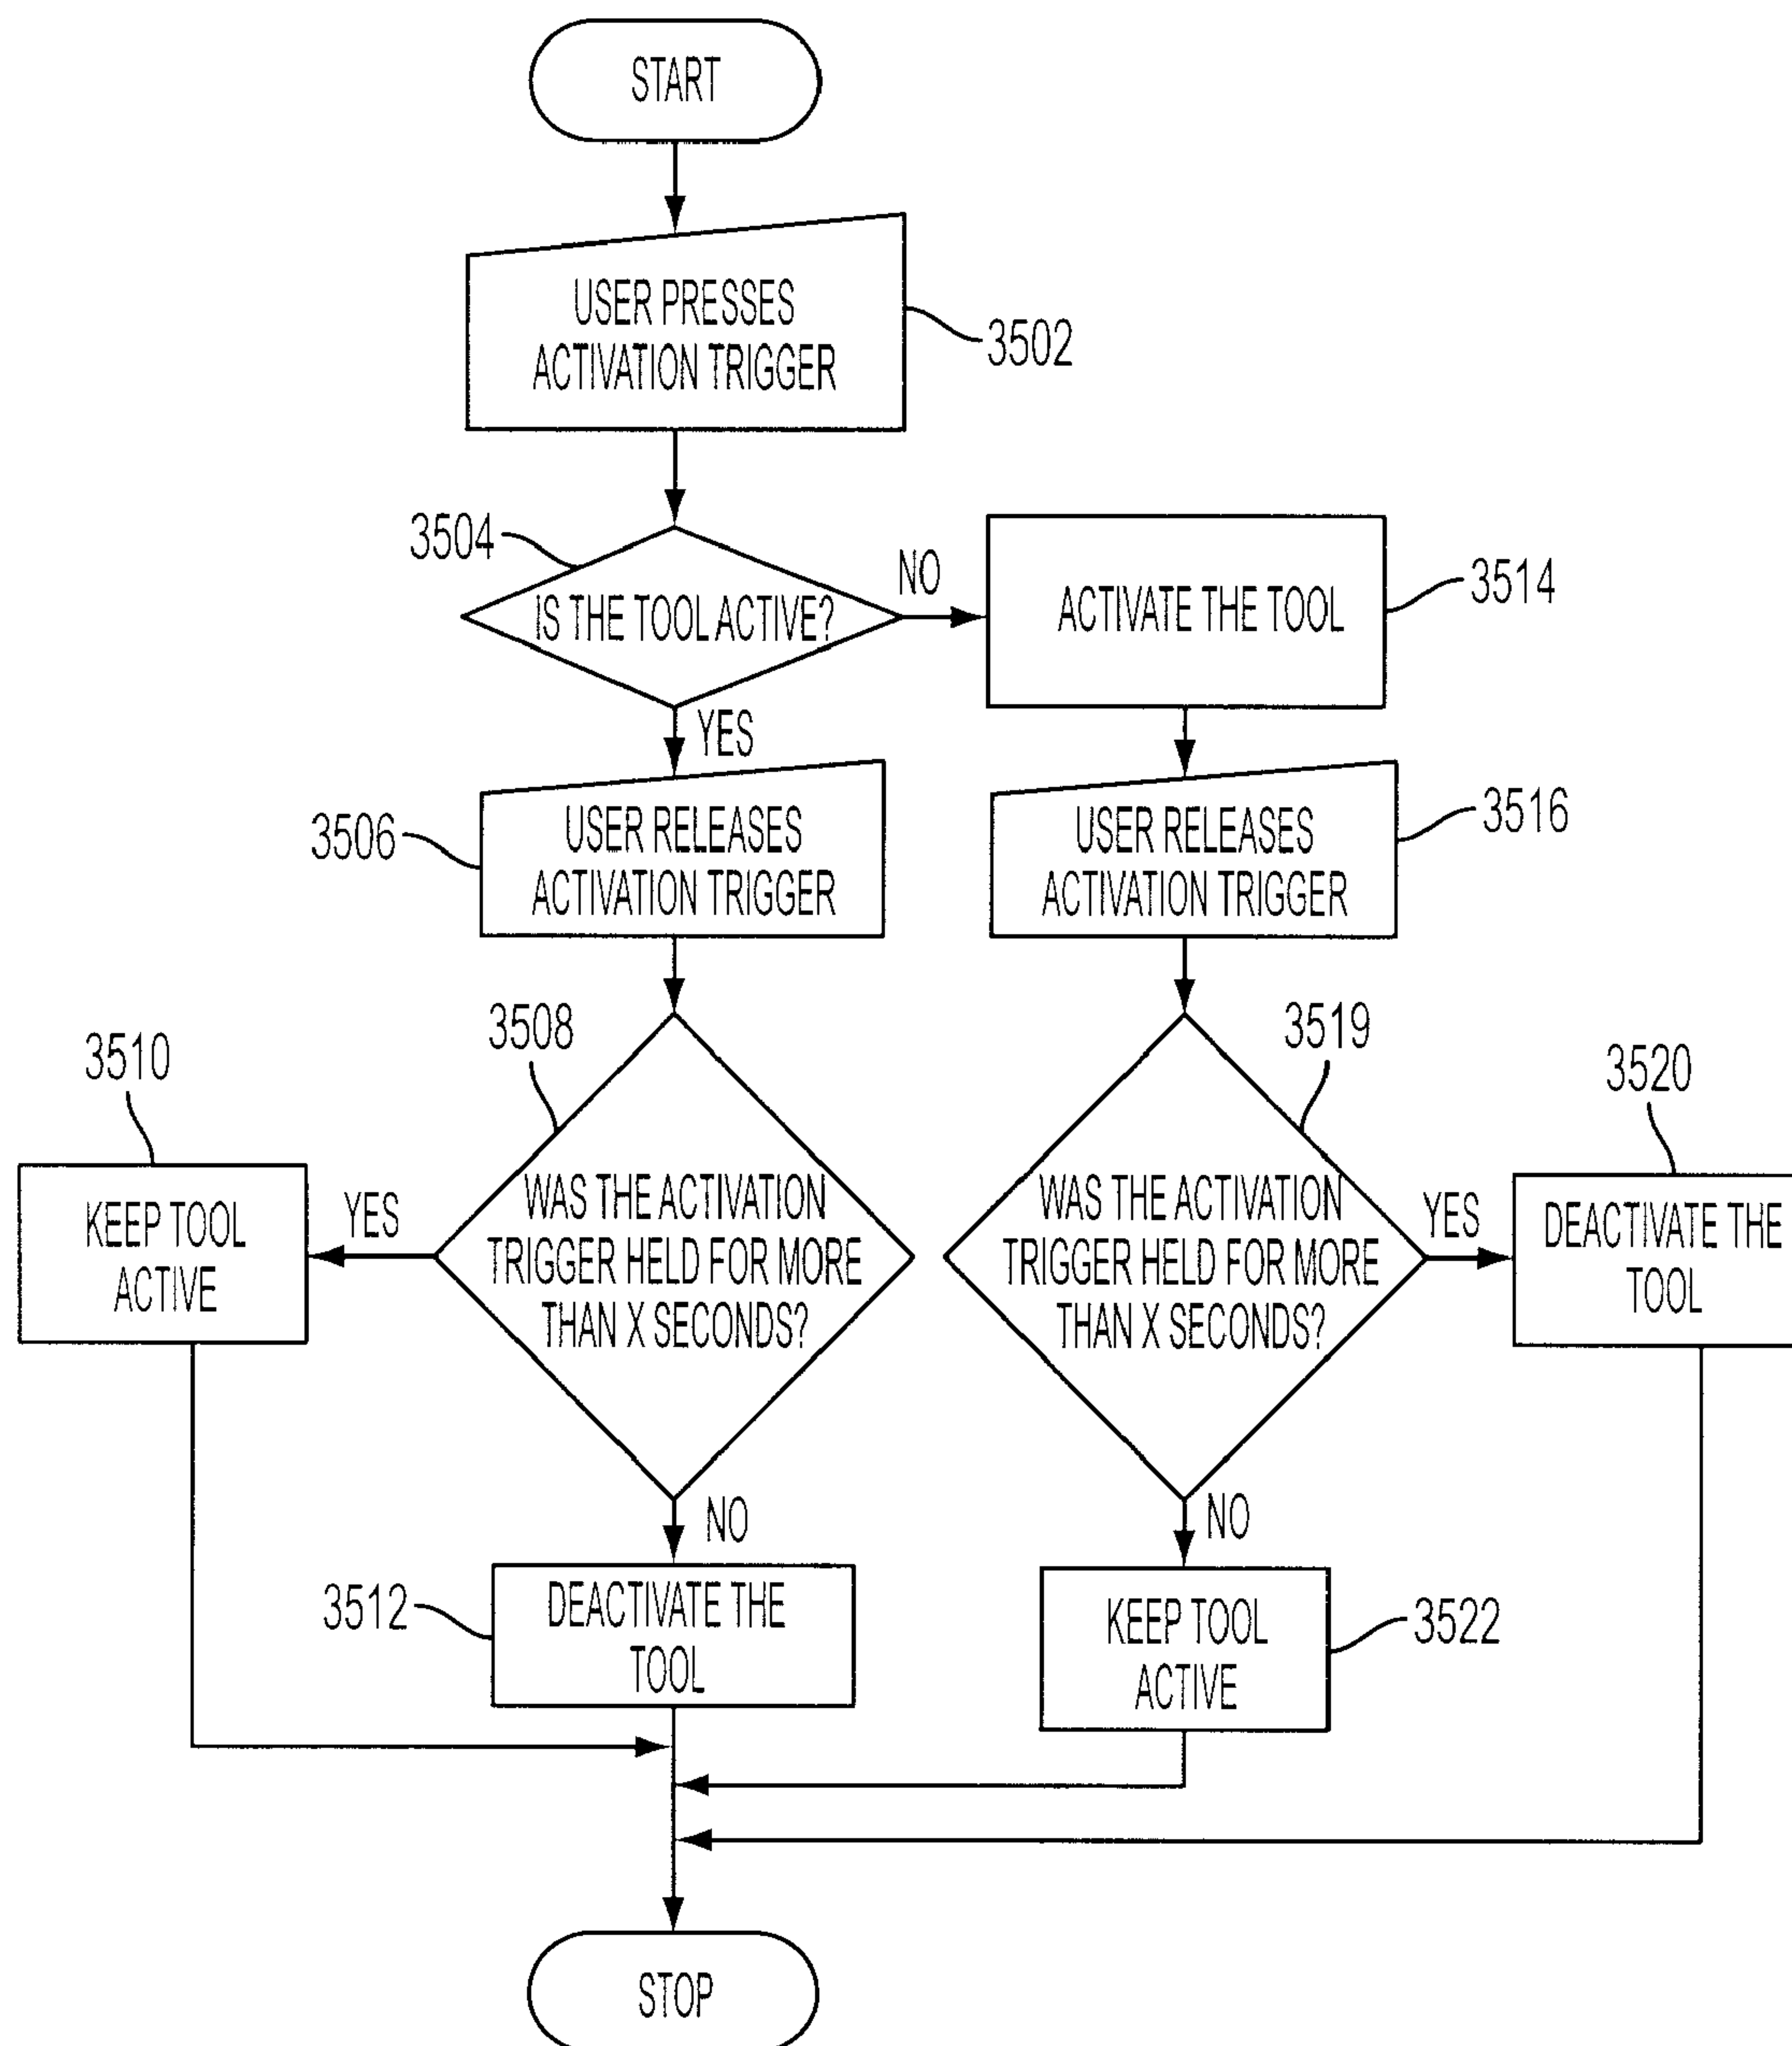 START
USER PRESSES
ACTIVATION TRIGGER
3502
3504
IS THE TOOL ACTIVE?
NO
ACTIVATE THE TOOL
3514
YES
3506
USER RELEASES
ACTIVATION TRIGGER
USER RELEASES
ACTIVATION TRIGGER
3516
3510
3508
3519
3520
KEEP TOOL
ACTIVE
YES
WAS THE ACTIVATION
TRIGGER HELD FOR MORE
THAN X SECONDS?
WAS THE ACTIVATION
TRIGGER HELD FOR MORE
THAN X SECONDS?
YES
DEACTIVATE THE
TOOL
NO
NO
3512
DEACTIVATE THE
TOOL
KEEP TOOL
ACTIVE
3522
STOP